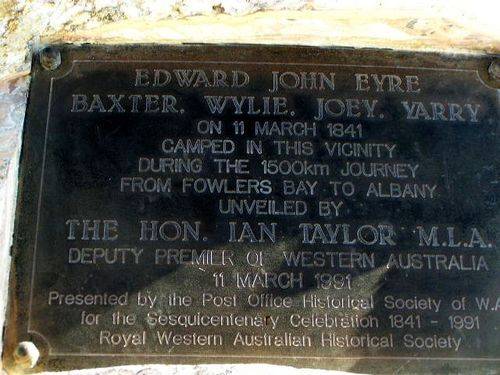 EDWARD JOHN EYRE
BAXTER. WYLIE. JOEY. YARRY
ON 11 MARCH 1841
CAMPED IN THIS VICINITY
DURING THE 1500km JOURNEY
FROM FOWLERS BAY TO ALBANY
UNVEILED BY
THE HON. IAN TAYLOR M.L.A.
DEPUTY PREMIER OF WESTERN AUSTRALIA
11 MARCH 1991
Presented by the Post Office Historical Society of W.A
for the Sesquicentenary Celebration 1841 - 1991
Royal Western Australian Historical Society